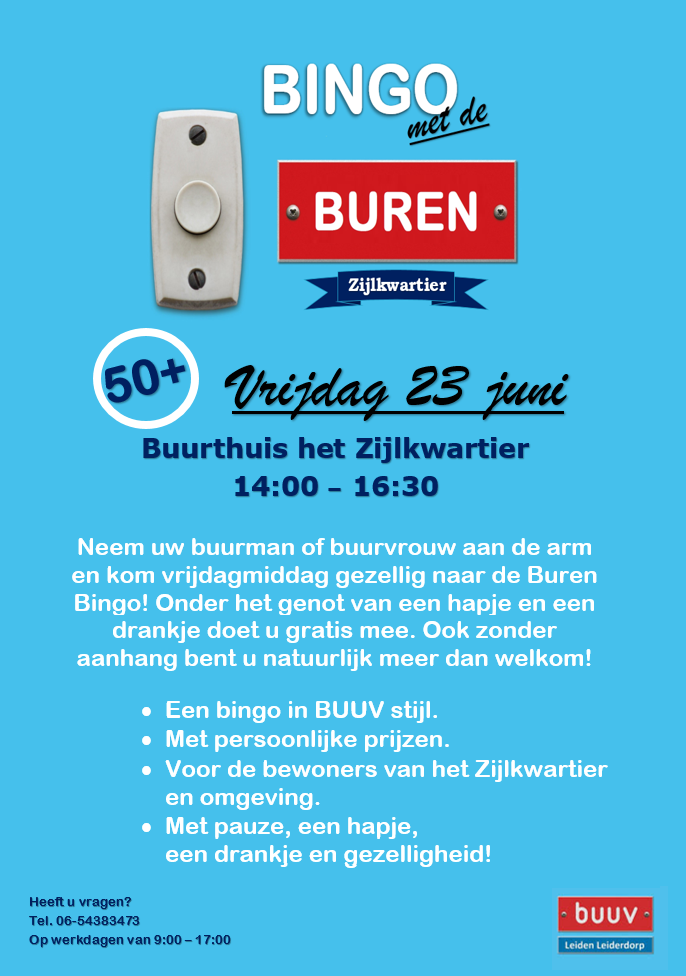 BINGO
met de
BUREN
Zijlkwartier
50+
Vrijdag 23 juni
Buurthuis het Zijlkwartier
14:00 – 16:30
Neem uw buurman of buurvrouw aan de arm
en kom vrijdagmiddag gezellig naar de Buren
Bingo! Onder het genot van een hapje en een
drankje doet u gratis mee. Ook zonder
aanhang bent u natuurlijk meer dan welkom!
• Een bingo in BUUV stijl.
• Met persoonlijke prijzen.
• Voor de bewoners van het Zijlkwartier
en omgeving.
• Met pauze, een hapje,
een drankje en gezelligheid!
Heeft u vragen?
Tel. 06-54383473
Op werkdagen van 9:00 – 17:00
buuv
Leiden Leiderdorp